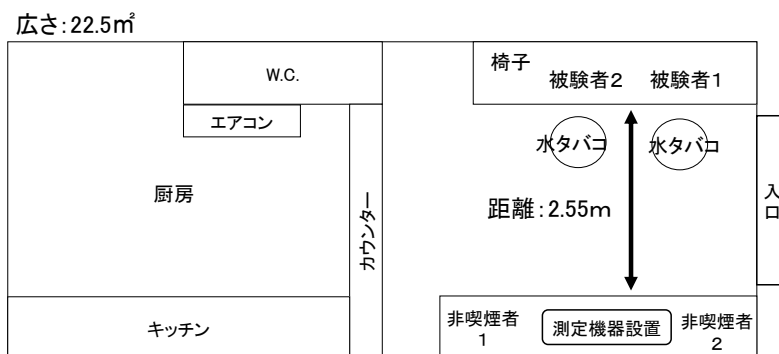 広さ:22.5㎡
W.C.
椅子
被験者2
被験者1
エアコン
水タバコ
水タバコ
厨房
カウンター
距離:2.55m
入口
キッチン
非喫煙者
1
測定機器設置
非喫煙者
2